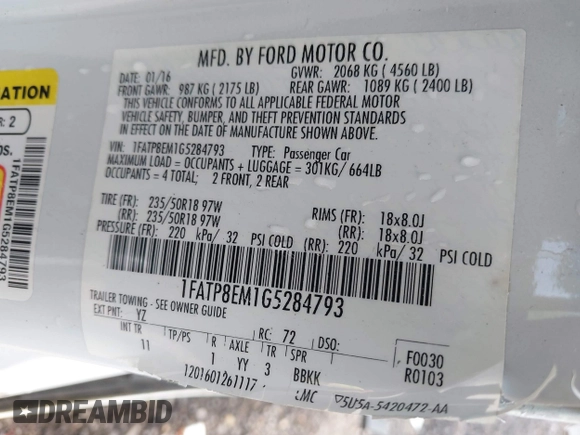 MFD. BY FORD MOTOR CO.
DATE: 01/16 GVWR: 2068 KG ( 4560 LB)
FRONT GAWR: 987 KG ( 2175 LB) REAR GAWR: 1089 KG ( 2400 LB)
THIS VEHICLE CONFORMS TO ALL APPLICABLE FEDERAL MOTOR
VEHICLE SAFETY, BUMPER, AND THEFT PREVENTION STANDARDS
IN EFFECT ON THE DATE OF MANUFACTURE SHOWN ABOVE.
VIN: 1FATP8EM1G5284793 TYPE: Passenger Car
MAXIMUM LOAD = OCCUPANTS + LUGGAGE = 301KG/ 664LB
OCCUPANTS = 4 TOTAL; 2 FRONT, 2 REAR
TIRE (FR): 235/50R18 97W RIMS (FR): 18x8.0J
(RR): 235/50R18 97W (RR): 18x8.0J
PRESSURE (FR): 220 kPa/ 32 PSI COLD (RR): 220 kPa/ 32 PSI COLD
1FATP8EM1G5284793
TRAILER TOWING - SEE OWNER GUIDE
EXT PNT: YZ RC: 72 DSO:
INT TR TP/PS R AXLE TR SPR F0030
11 1 YY 3 BBKK R0103
1201601261117 5U5A-5420472-AA
ATION
R: 2
1FATP8EM1G5284793
DREAMBID